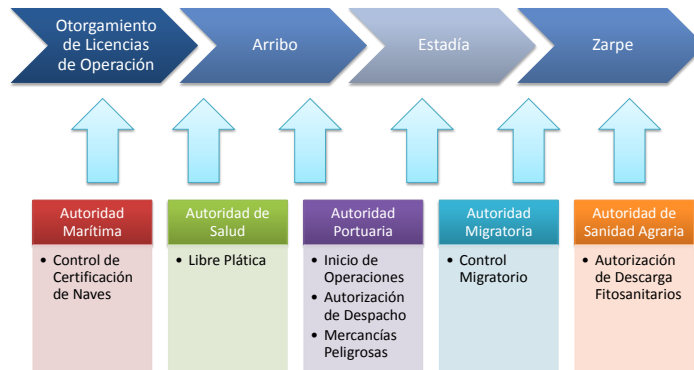 Otorgamiento
de Licencias
de Operación
Arribo
Estadía
Zarpe
Autoridad
Marítima
• Control de
Certificación
de Naves
Autoridad de
Salud
• Libre Plática
Autoridad
Portuaria
• Inicio de
Operaciones
• Autorización
de Despacho
• Mercancías
Peligrosas
Autoridad
Migratoria
• Control
Migratorio
Autoridad de
Sanidad Agraria
• Autorización
de Descarga
Fitosanitarios